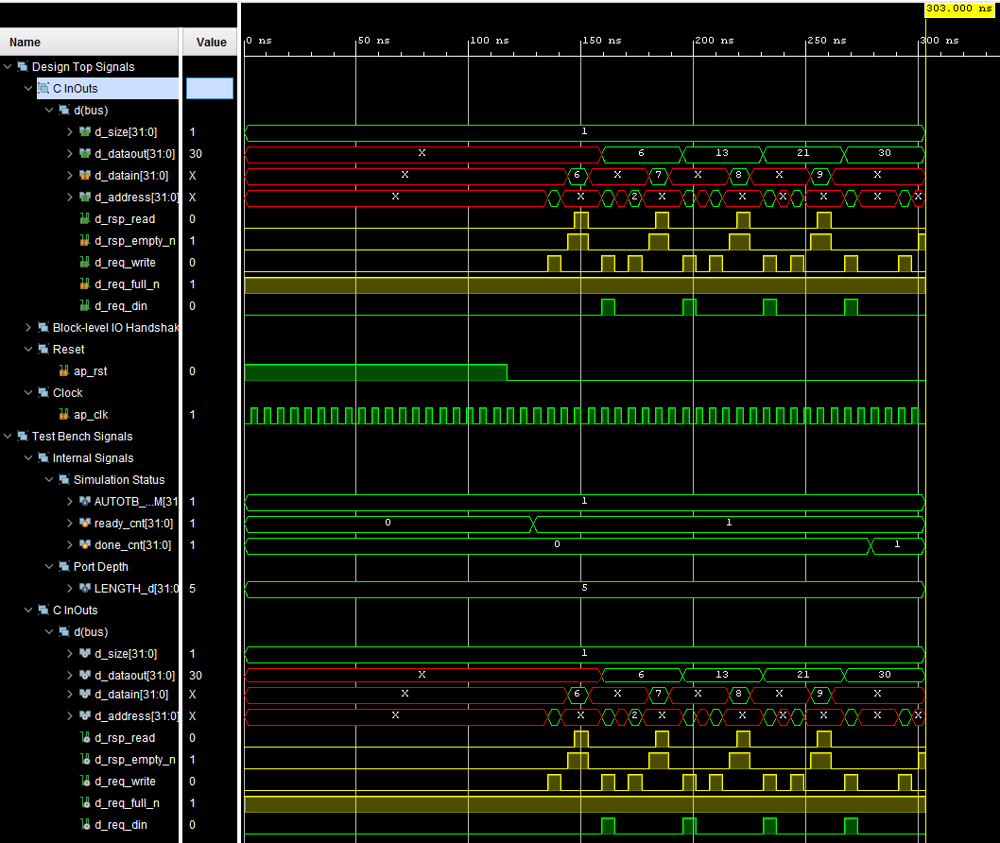 303.000 ns
Name Value
0 ns 50 ns 100 ns 150 ns 200 ns 250 ns 300 ns
Design Top Signals
C InOuts
d(bus)
d_size[31:0] 1 1
d_dataout[31:0] 30 X 6 13 21 30
d_datain[31:0] X X 6 X 7 X 8 X 9 X
d_address[31:0] X X X 2 X X X X X X
d_rsp_read 0
d_rsp_empty_n 1
d_req_write 0
d_req_full_n 1
d_req_din 0
Block-level IO Handshak
Reset
ap_rst 0
Clock
ap_clk 1
Test Bench Signals
Internal Signals
Simulation Status
AUTOTB_...M[31 1 1
ready_cnt[31:0] 1 0 1
done_cnt[31:0] 1 0 1
Port Depth
LENGTH_d[31:0 5 5
C InOuts
d(bus)
d_size[31:0] 1 1
d_dataout[31:0] 30 X 6 13 21 30
d_datain[31:0] X X 6 X 7 X 8 X 9 X
d_address[31:0] X X X 2 X X X X X X
d_rsp_read 0
d_rsp_empty_n 1
d_req_write 0
d_req_full_n 1
d_req_din 0